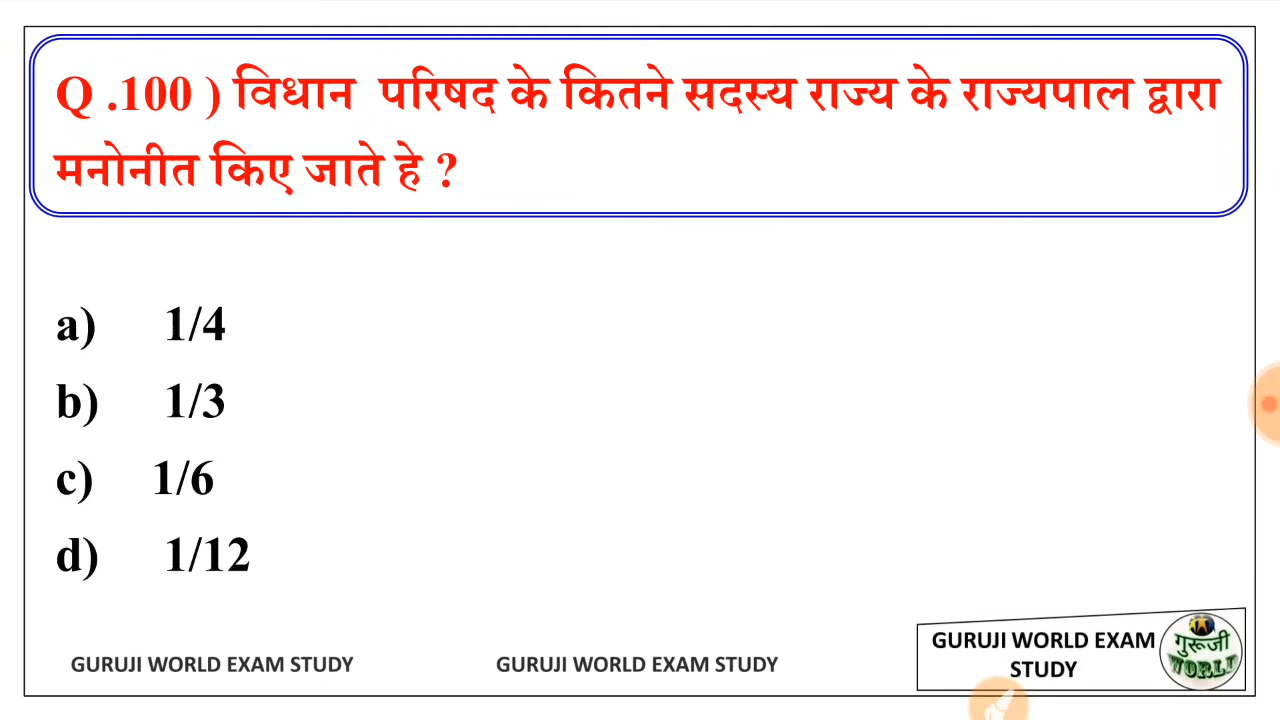 Q .100 ) विधान परिषद के कितने सदस्य राज्य के राज्यपाल द्वारा
मनोनीत किए जाते हे ?
a) 1/4
b) 1/3
c) 1/6
d) 1/12
GURUJI WORLD EXAM STUDY
GURUJI WORLD EXAM STUDY
GURUJI WORLD EXAM
STUDY
गुरूजी
WORLD